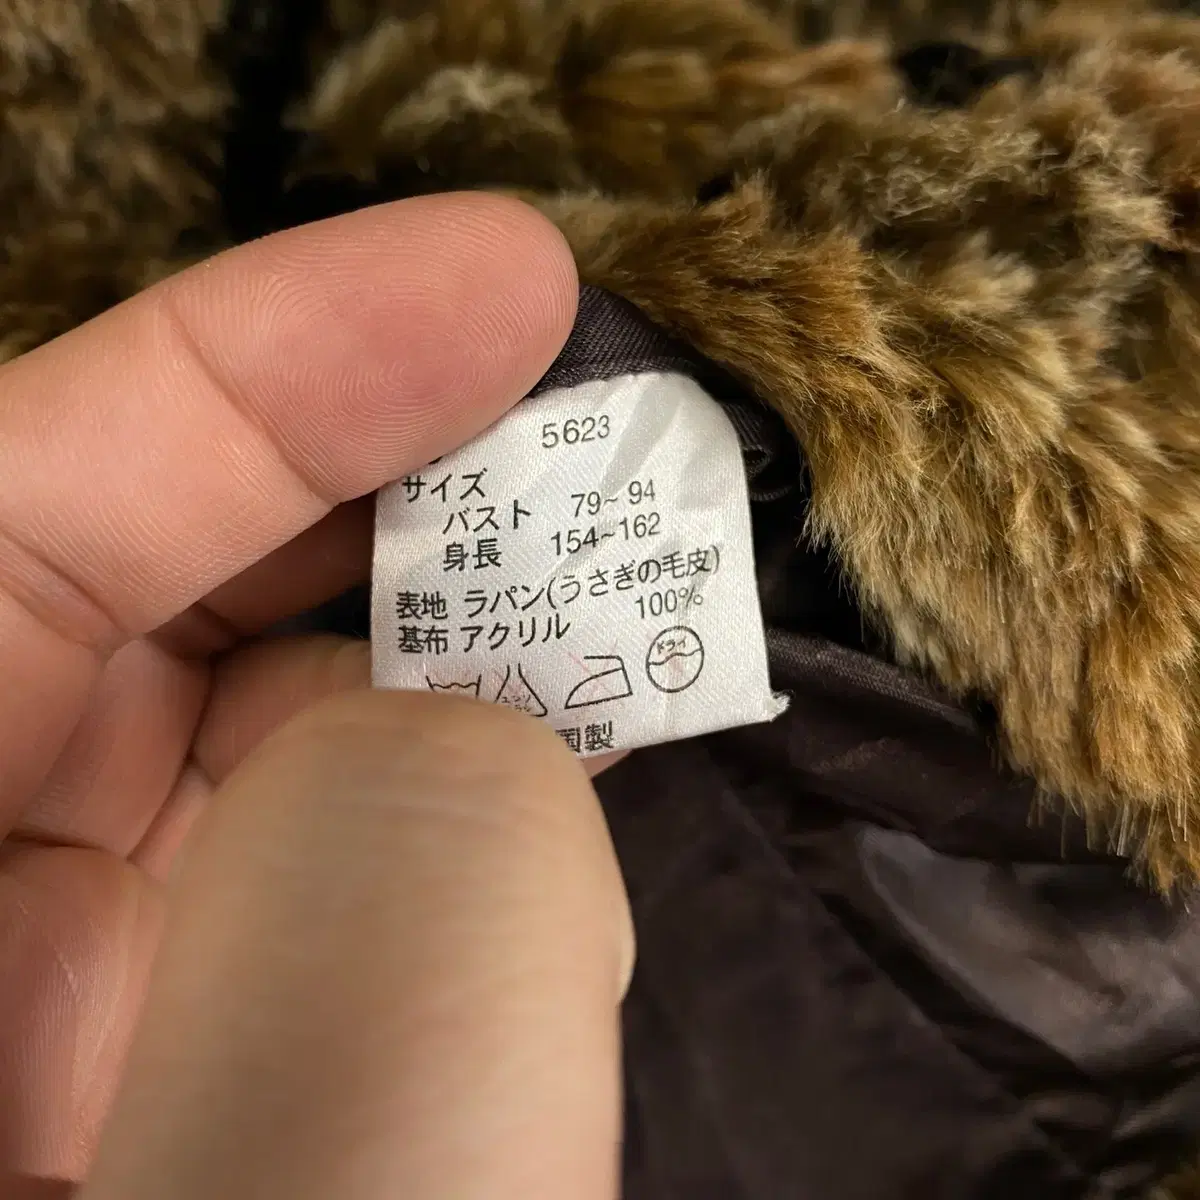 5623
サイズ
バスト 79~94
身長 154~162
表地 ラパン(うさぎの毛皮)
100%
基布 アクリル
ドライ
国製